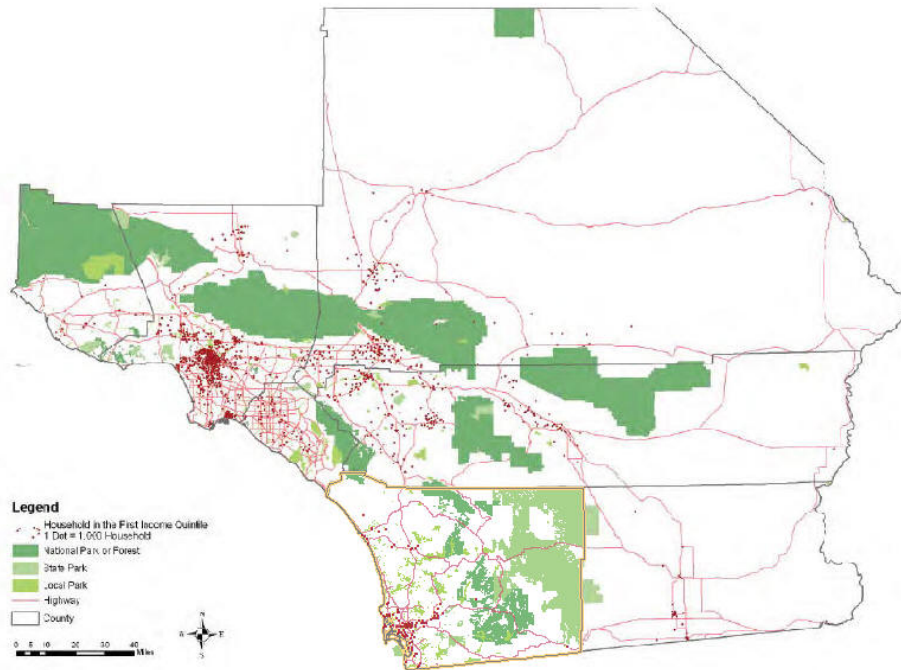 Legend
Household in the First Income Quintile
1 Dot = 1,000 Household
National Park or Forest
State Park
Local Park
Highway
County
0 5 10 20 30 40
Miles
N
W E
S